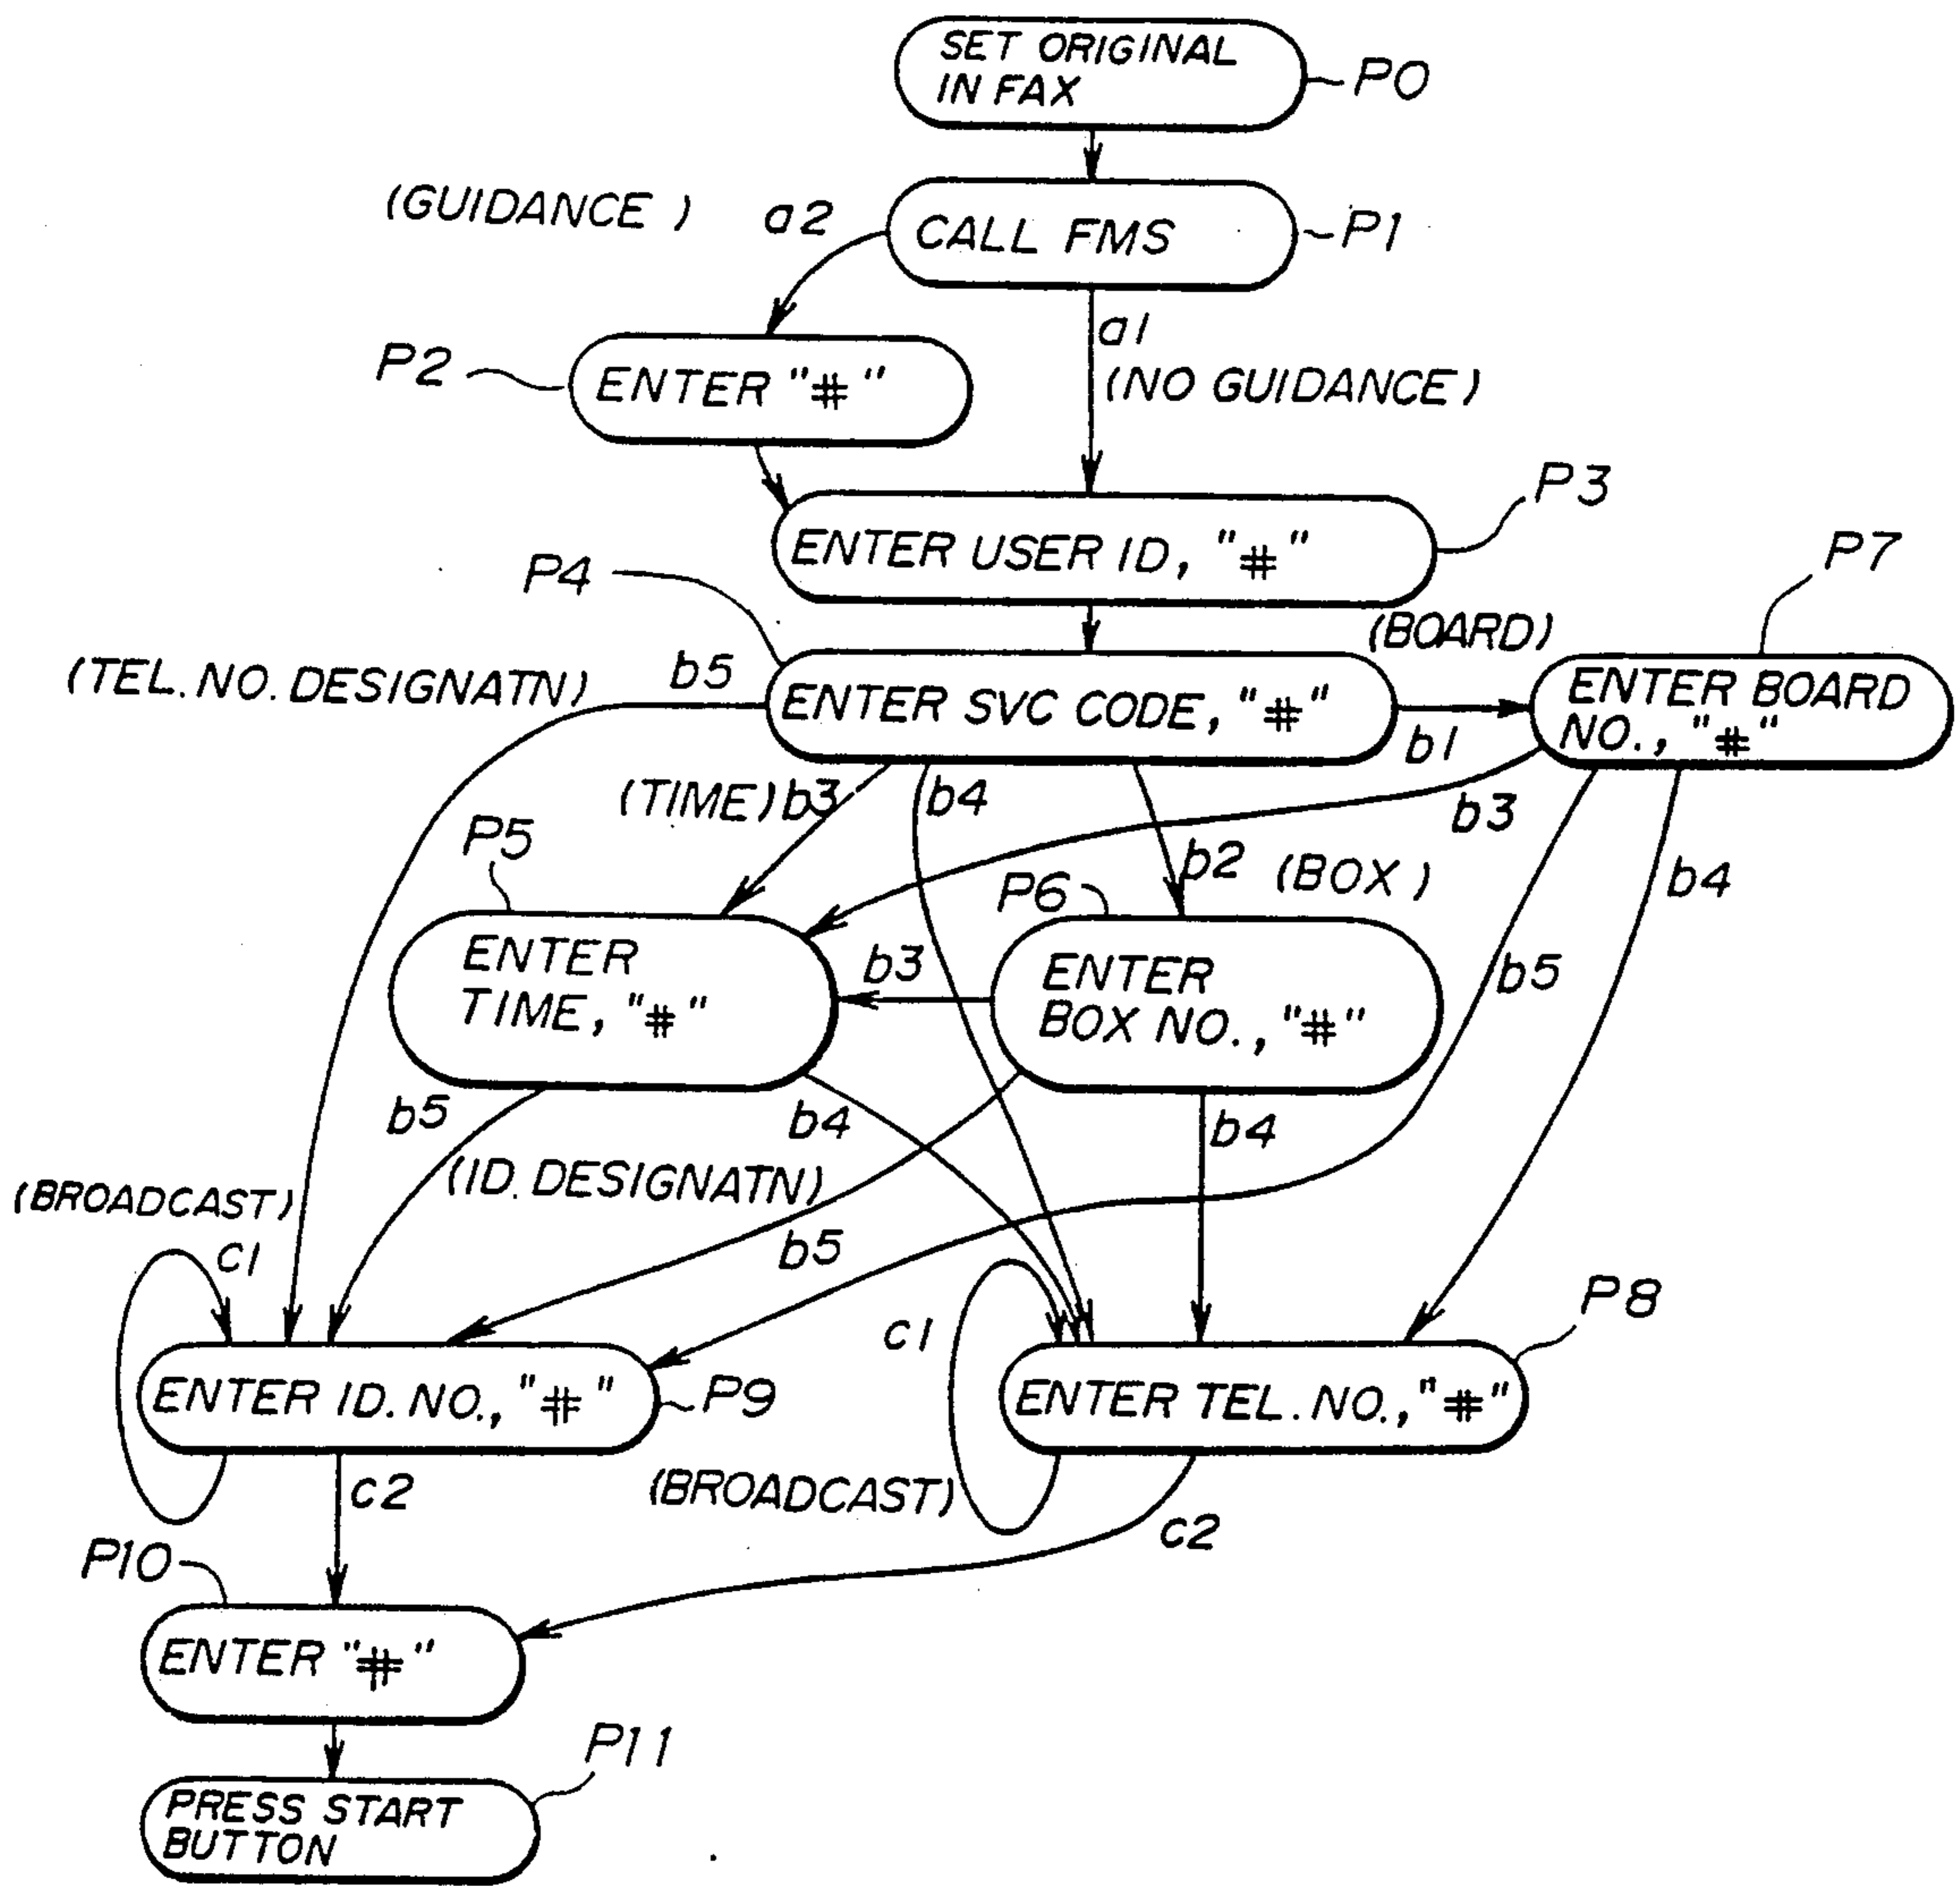 SET ORIGINAL
IN FAX
P0
(GUIDANCE)
a2
CALL FMS
P1
a1
P2
ENTER "#"
(NO GUIDANCE)
P3
ENTER USER ID, "#"
P7
P4
(BOARD)
(TEL. NO. DESIGNATN)
b5
ENTER SVC CODE, "#"
b1
ENTER BOARD
NO., "#"
(TIME) b3
b4
b3
P5
b2 (BOX)
b4
P6
ENTER
TIME, "#"
b3
ENTER
BOX NO., "#"
b5
b5
b4
b4
(ID. DESIGNATN)
(BROADCAST)
c1
b5
P8
c1
ENTER ID. NO., "#"
P9
ENTER TEL. NO., "#"
c2
(BROADCAST)
c2
P10
ENTER "#"
P11
PRESS START
BUTTON